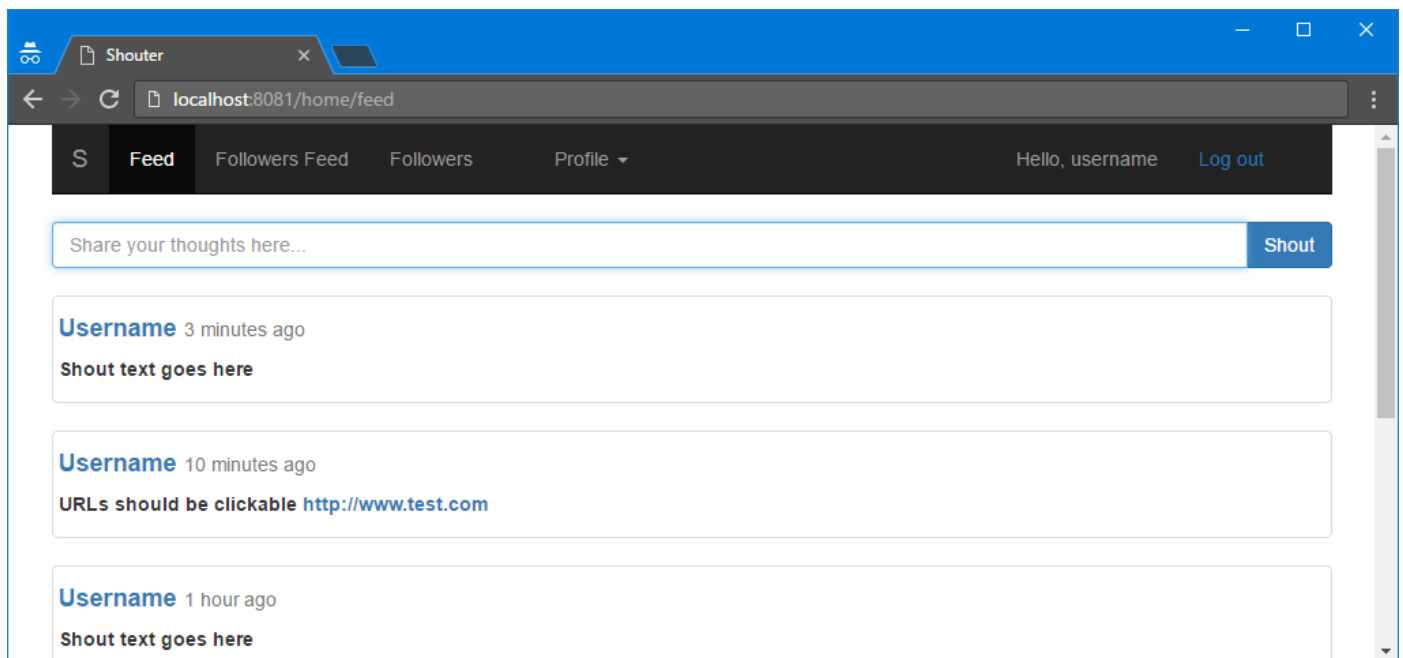 Shouter
localhost:8081/home/feed
S Feed Followers Feed Followers Profile Hello, username Log out
Share your thoughts here... Shout
Username 3 minutes ago
Shout text goes here
Username 10 minutes ago
URLs should be clickable http://www.test.com
Username 1 hour ago
Shout text goes here